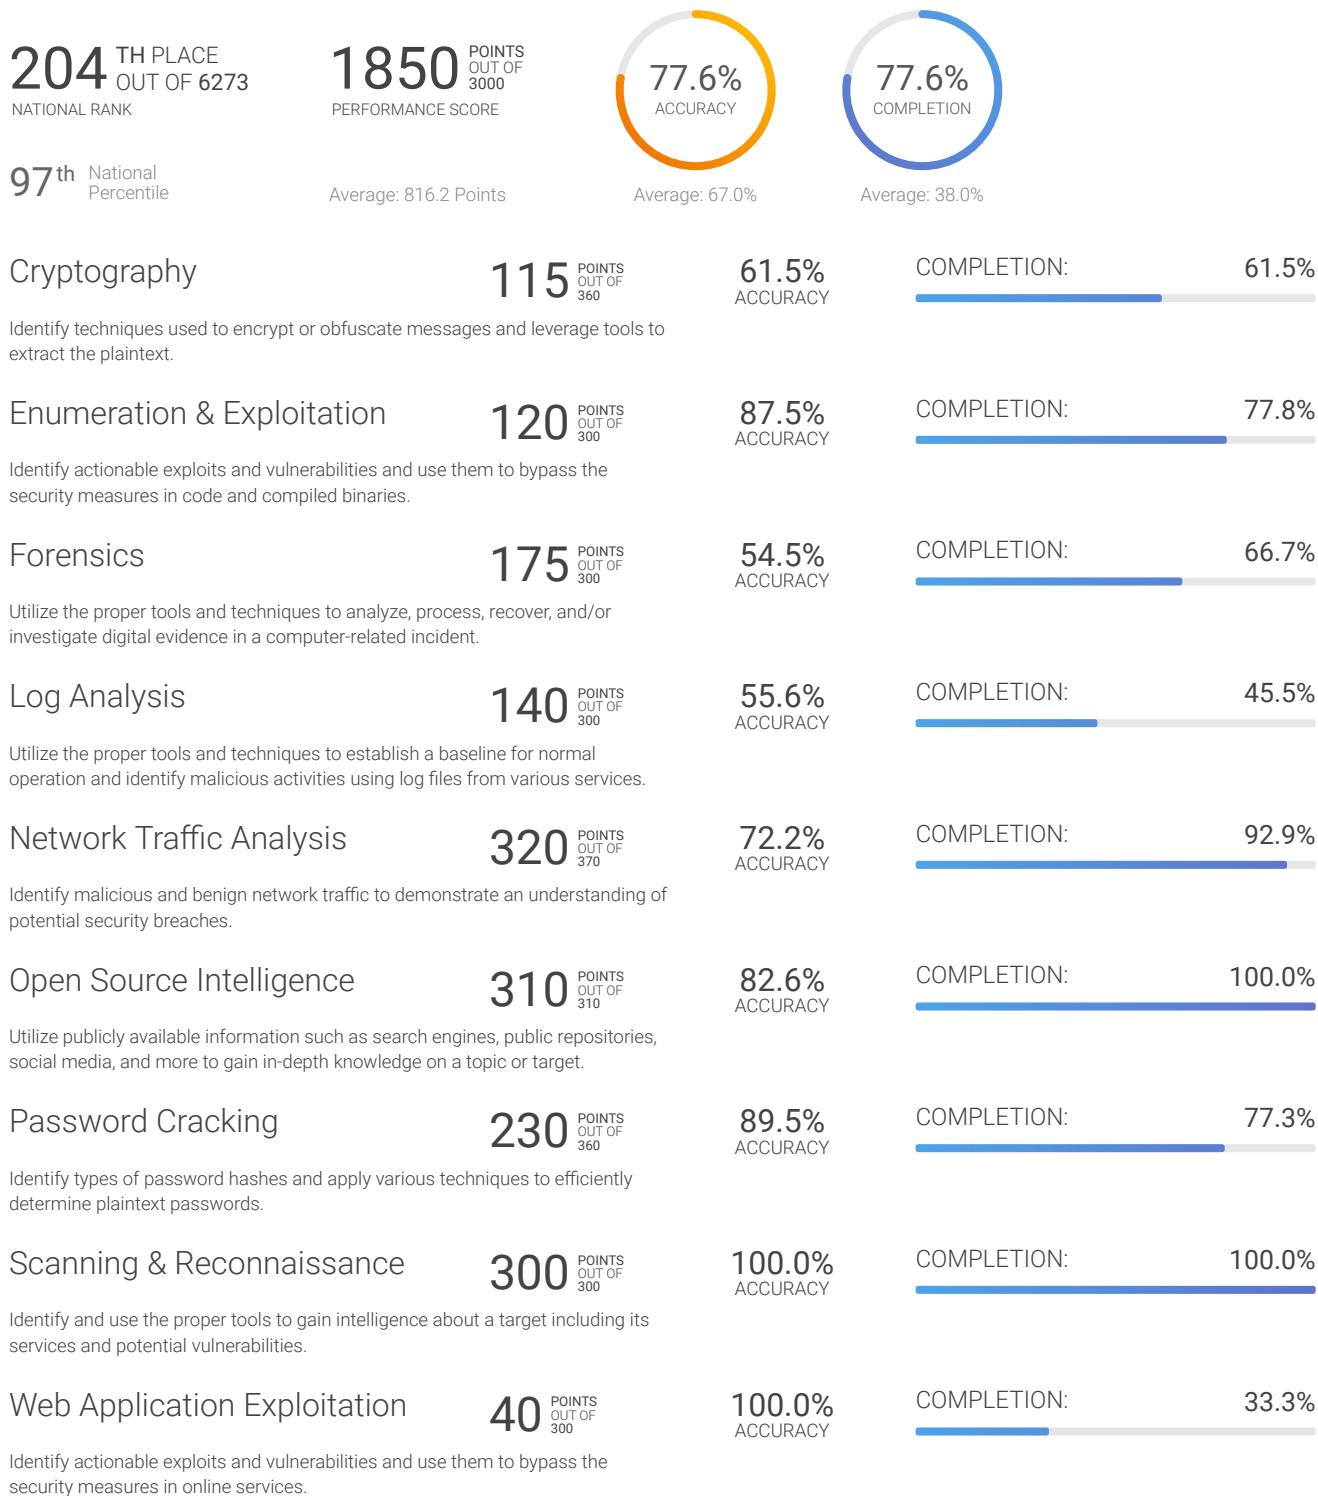 204 TH PLACE
OUT OF 6273
NATIONAL RANK
97th National
Percentile
1850 POINTS
OUT OF
3000
PERFORMANCE SCORE
Average: 816.2 Points
77.6%
ACCURACY
Average: 67.0%
77.6%
COMPLETION
Average: 38.0%
Cryptography
115 POINTS
OUT OF
360
61.5%
ACCURACY
COMPLETION: 61.5%
Identify techniques used to encrypt or obfuscate messages and leverage tools to
extract the plaintext.
Enumeration & Exploitation
120 POINTS
OUT OF
300
87.5%
ACCURACY
COMPLETION: 77.8%
Identify actionable exploits and vulnerabilities and use them to bypass the
security measures in code and compiled binaries.
Forensics
175 POINTS
OUT OF
300
54.5%
ACCURACY
COMPLETION: 66.7%
Utilize the proper tools and techniques to analyze, process, recover, and/or
investigate digital evidence in a computer-related incident.
Log Analysis
140 POINTS
OUT OF
300
55.6%
ACCURACY
COMPLETION: 45.5%
Utilize the proper tools and techniques to establish a baseline for normal
operation and identify malicious activities using log files from various services.
Network Traffic Analysis
320 POINTS
OUT OF
370
72.2%
ACCURACY
COMPLETION: 92.9%
Identify malicious and benign network traffic to demonstrate an understanding of
potential security breaches.
Open Source Intelligence
310 POINTS
OUT OF
310
82.6%
ACCURACY
COMPLETION: 100.0%
Utilize publicly available information such as search engines, public repositories,
social media, and more to gain in-depth knowledge on a topic or target.
Password Cracking
230 POINTS
OUT OF
360
89.5%
ACCURACY
COMPLETION: 77.3%
Identify types of password hashes and apply various techniques to efficiently
determine plaintext passwords.
Scanning & Reconnaissance
300 POINTS
OUT OF
300
100.0%
ACCURACY
COMPLETION: 100.0%
Identify and use the proper tools to gain intelligence about a target including its
services and potential vulnerabilities.
Web Application Exploitation
40 POINTS
OUT OF
300
100.0%
ACCURACY
COMPLETION: 33.3%
Identify actionable exploits and vulnerabilities and use them to bypass the
security measures in online services.